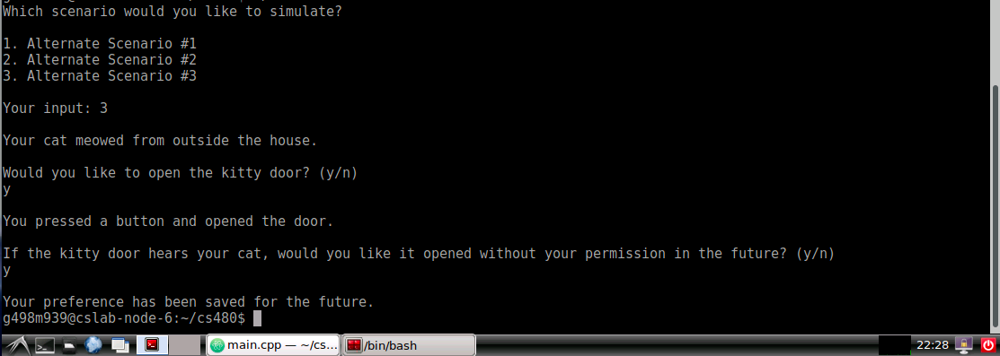 Which scenario would you like to simulate?
1. Alternate Scenario #1
2. Alternate Scenario #2
3. Alternate Scenario #3
Your input: 3
Your cat meowed from outside the house.
Would you like to open the kitty door? (y/n)
y
You pressed a button and opened the door.
If the kitty door hears your cat, would you like it opened without your permission in the future? (y/n)
y
Your preference has been saved for the future.
g498m939@cslab-node-6:~/cs480$
main.cpp — ~/cs... /bin/bash 22:28